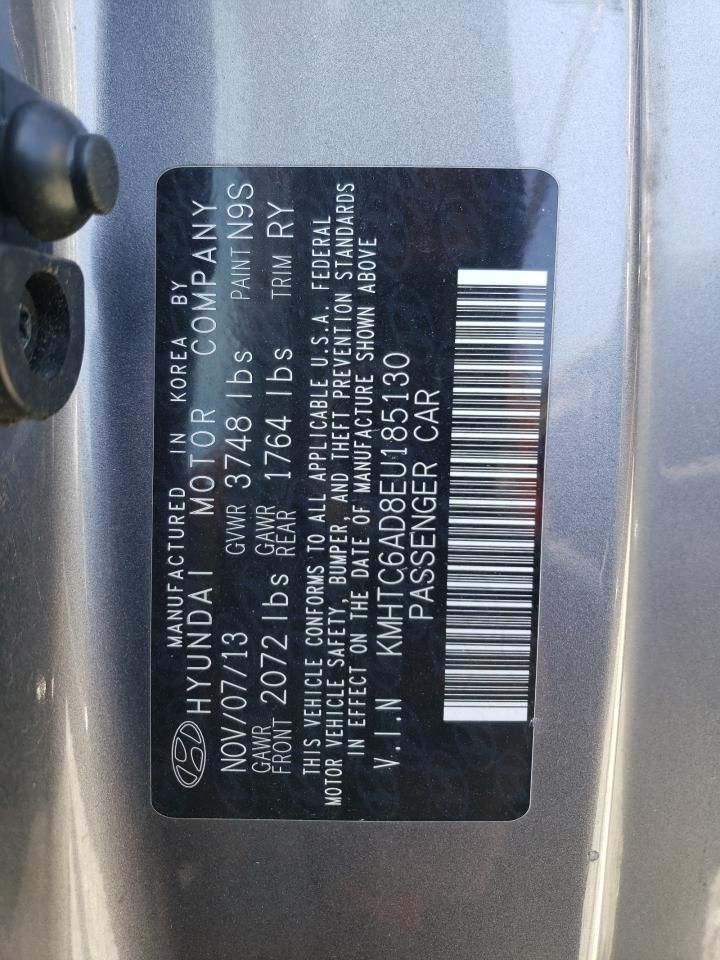 MANUFACTURED IN KOREA BY
HYUNDAI MOTOR COMPANY
NOV/07/13 GVWR 3748 lbs PAINT N9S
GAWR FRONT 2072 lbs GAWR REAR 1764 lbs TRIM RY
THIS VEHICLE CONFORMS TO ALL APPLICABLE U.S.A. FEDERAL
MOTOR VEHICLE SAFETY, BUMPER, AND THEFT PREVENTION STANDARDS
IN EFFECT ON THE DATE OF MANUFACTURE SHOWN ABOVE
V.I.N KMHTC6AD8EU185130
PASSENGER CAR